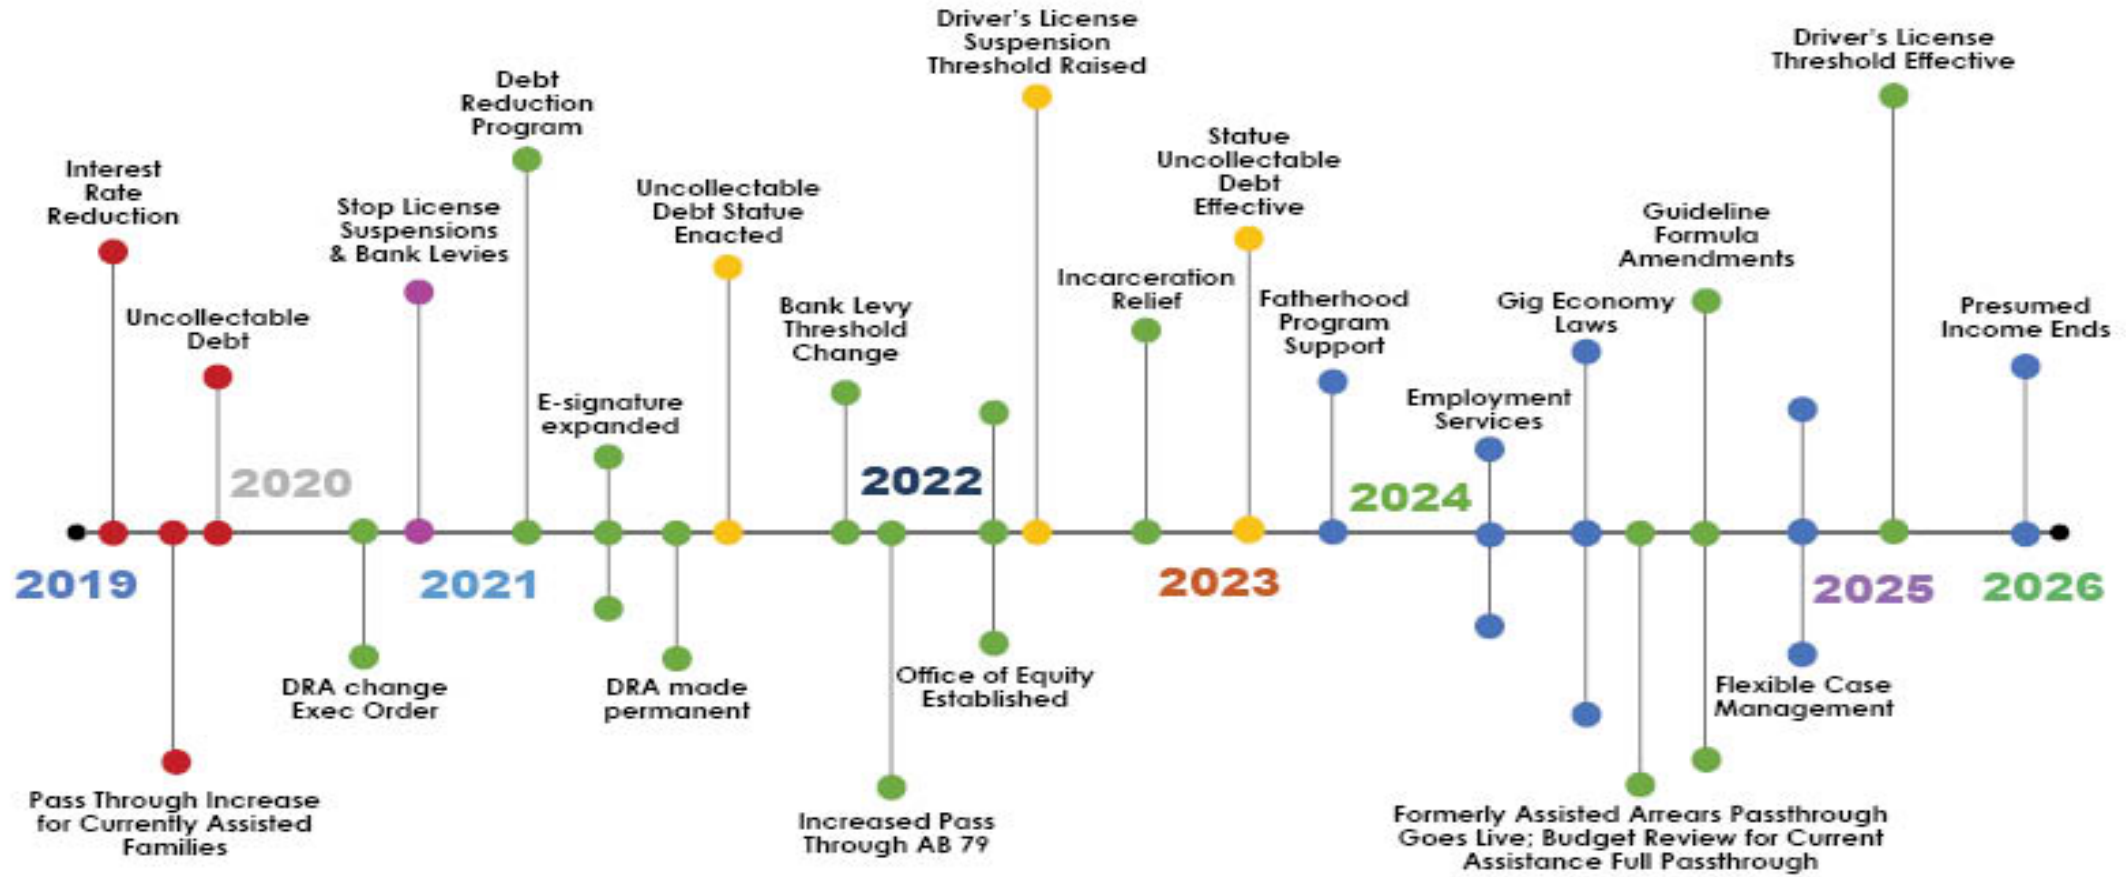 Driver's License
Suspension
Threshold Raised
Driver's License
Threshold Effective
Debt
Reduction
Program
Statue
Uncollectable
Debt
Effective
Interest
Rate
Reduction
Uncollectable
Debt Statue
Enacted
Stop License
Suspensions
& Bank Levies
Guideline
Formula
Amendments
Incarceration
Relief
Fatherhood
Program
Support
Gig Economy
Laws
Bank Levy
Threshold
Change
Presumed
Income Ends
Uncollectable
Debt
Employment
Services
E-signature
expanded
2020
2022
2024
2019
2021
2023
2025
2026
DRA change
Exec Order
DRA made
permanent
Office of Equity
Established
Flexible Case
Management
Pass Through Increase
for Currently Assisted
Families
Increased Pass
Through AB 79
Formerly Assisted Arrears Passthrough
Goes Live; Budget Review for Current
Assistance Full Passthrough